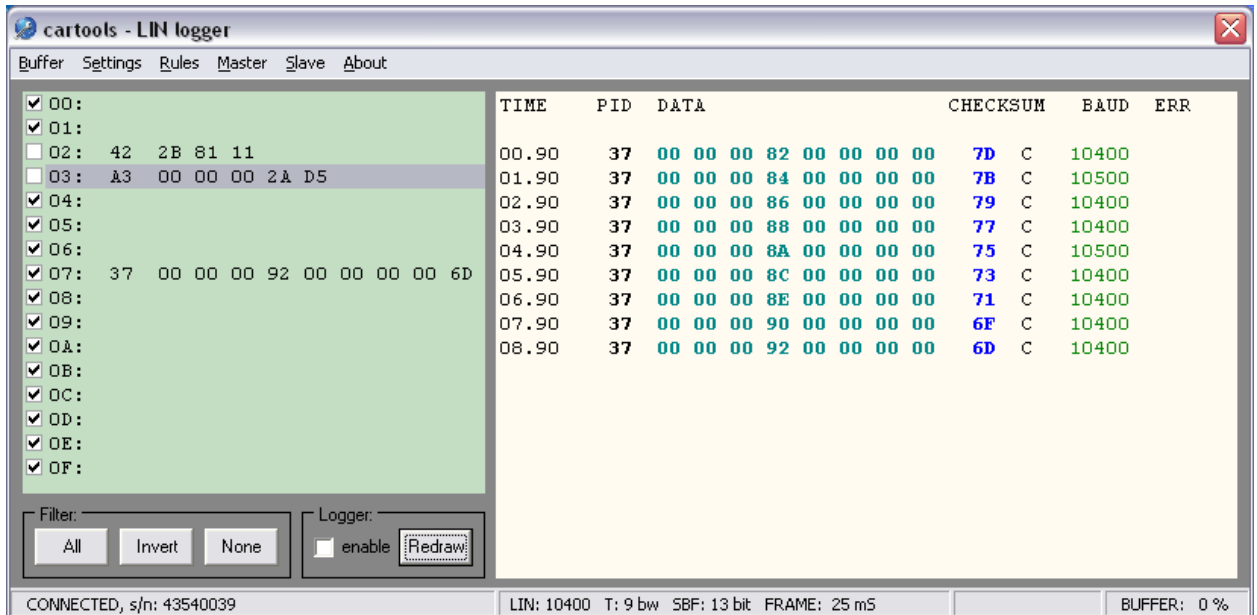 cartools - LIN logger
Buffer Settings Rules Master Slave About
00:
01:
02: 42 2B 81 11
03: A3 00 00 00 2A D5
04:
05:
06:
07: 37 00 00 00 92 00 00 00 00 6D
08:
09:
0A:
0B:
0C:
0D:
0E:
0F:
Filter:
All Invert None
Logger:
enable Redraw
TIME PID DATA CHECKSUM BAUD ERR
00.90 37 00 00 00 82 00 00 00 00 7D C 10400
01.90 37 00 00 00 84 00 00 00 00 7B C 10500
02.90 37 00 00 00 86 00 00 00 00 79 C 10400
03.90 37 00 00 00 88 00 00 00 00 77 C 10400
04.90 37 00 00 00 8A 00 00 00 00 75 C 10500
05.90 37 00 00 00 8C 00 00 00 00 73 C 10400
06.90 37 00 00 00 8E 00 00 00 00 71 C 10400
07.90 37 00 00 00 90 00 00 00 00 6F C 10400
08.90 37 00 00 00 92 00 00 00 00 6D C 10400
CONNECTED, s/n: 43540039
LIN: 10400 T: 9 bw SBF: 13 bit FRAME: 25 mS
BUFFER: 0 %